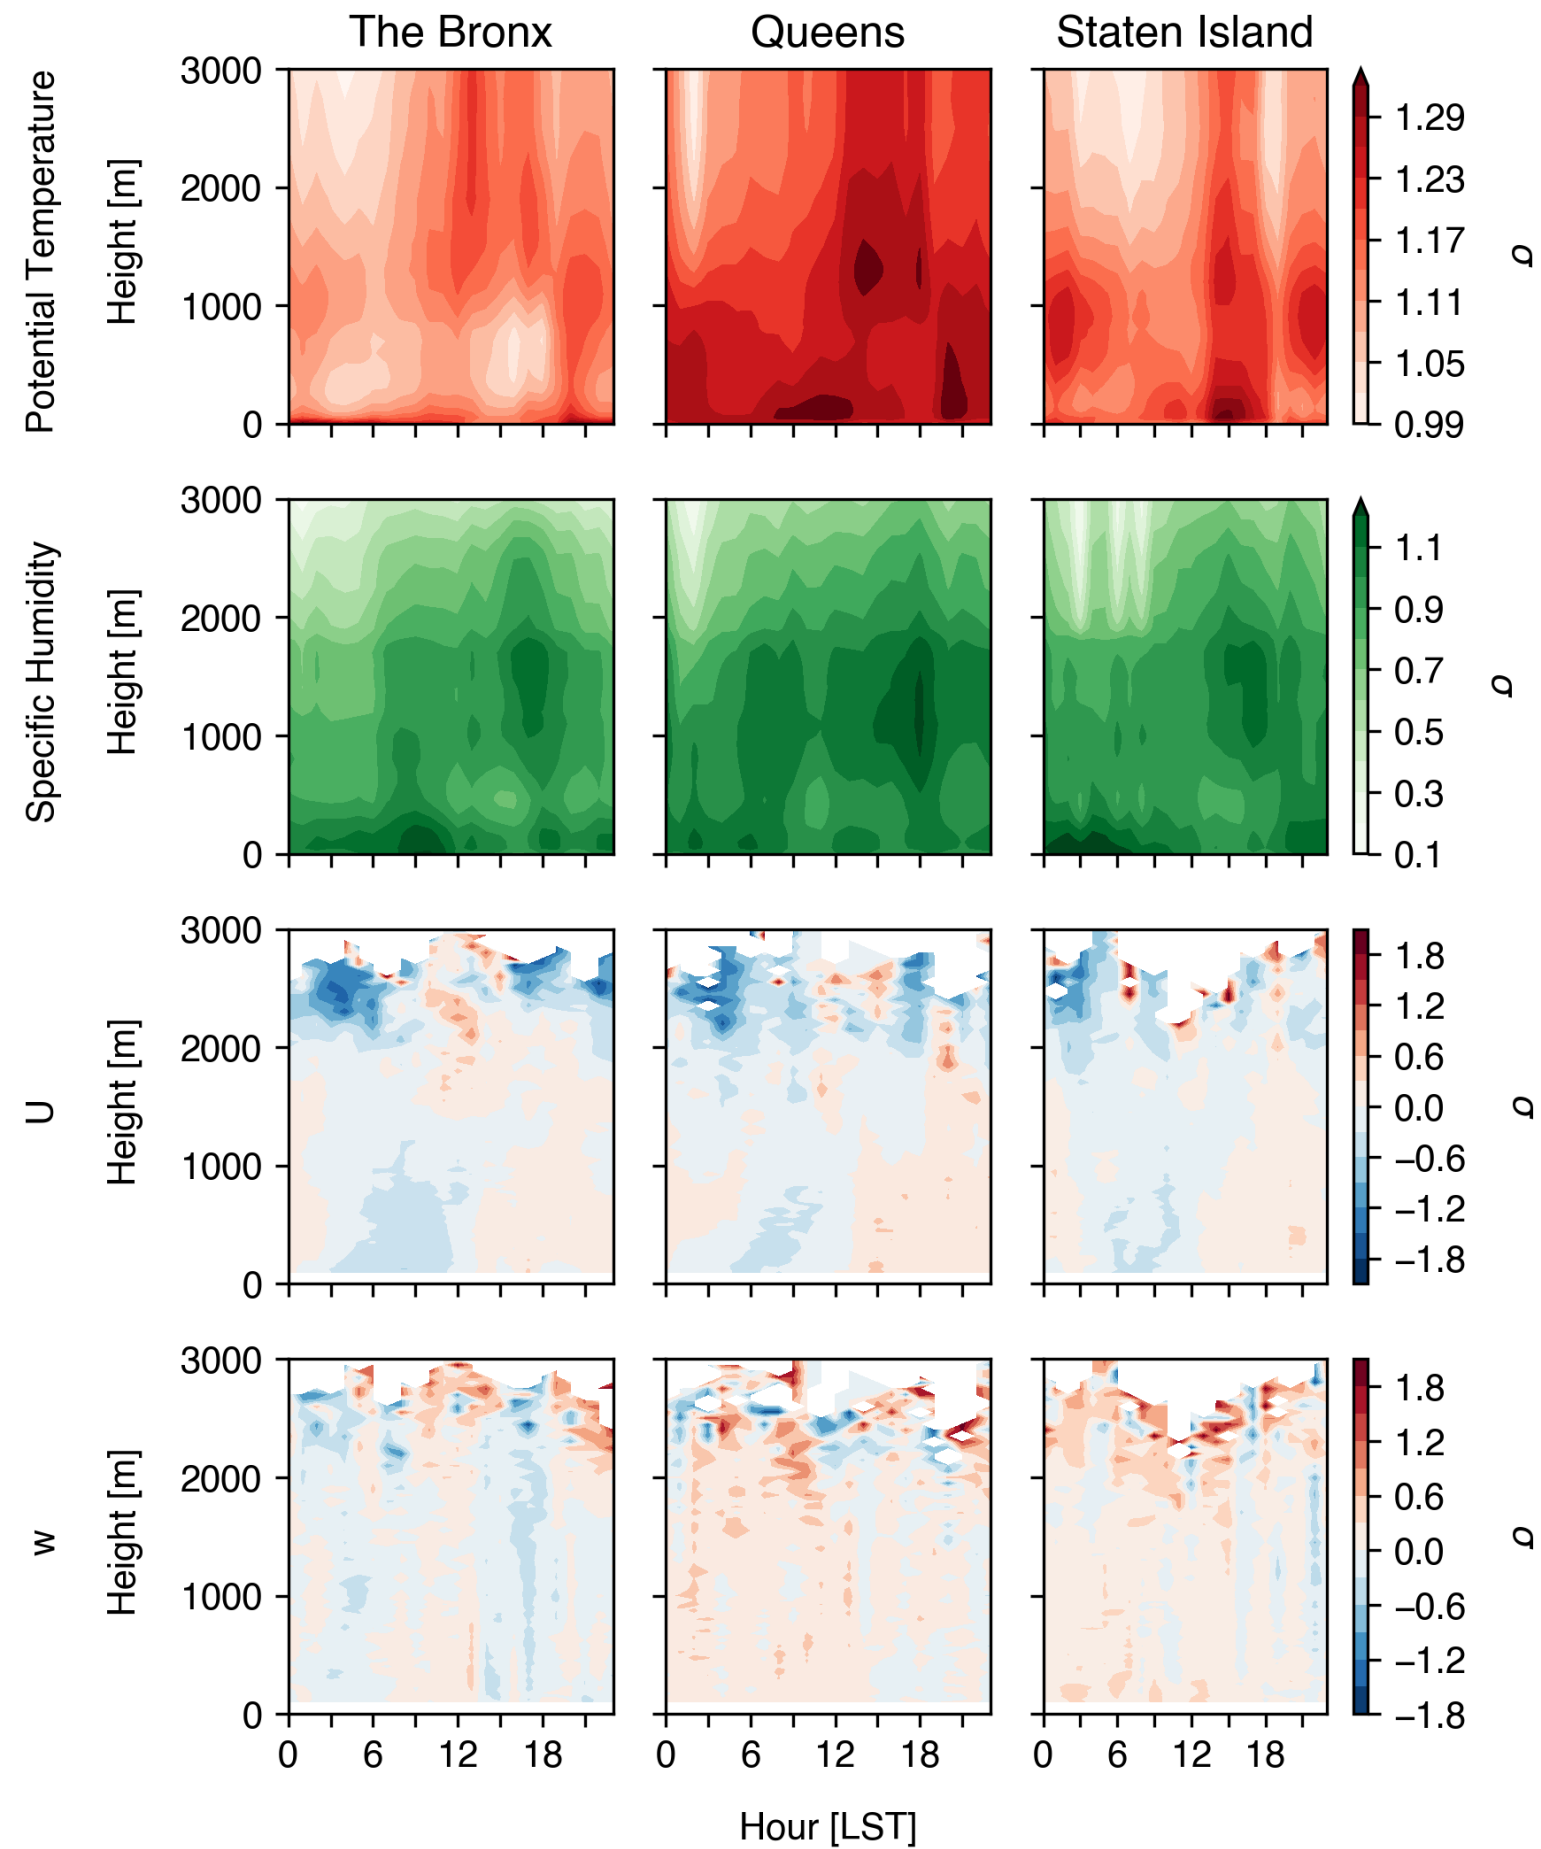 The Bronx Queens Staten Island
Potential Temperature
Height [m]
3000
2000
1000
0
1.29
1.23
1.17
1.11
1.05
0.99
σ
Specific Humidity
Height [m]
3000
2000
1000
0
1.1
0.9
0.7
0.5
0.3
0.1
σ
U
Height [m]
3000
2000
1000
0
1.8
1.2
0.6
0.0
−0.6
−1.2
−1.8
σ
w
Height [m]
3000
2000
1000
0
1.8
1.2
0.6
0.0
−0.6
−1.2
−1.8
σ
0 6 12 18 0 6 12 18 0 6 12 18
Hour [LST]